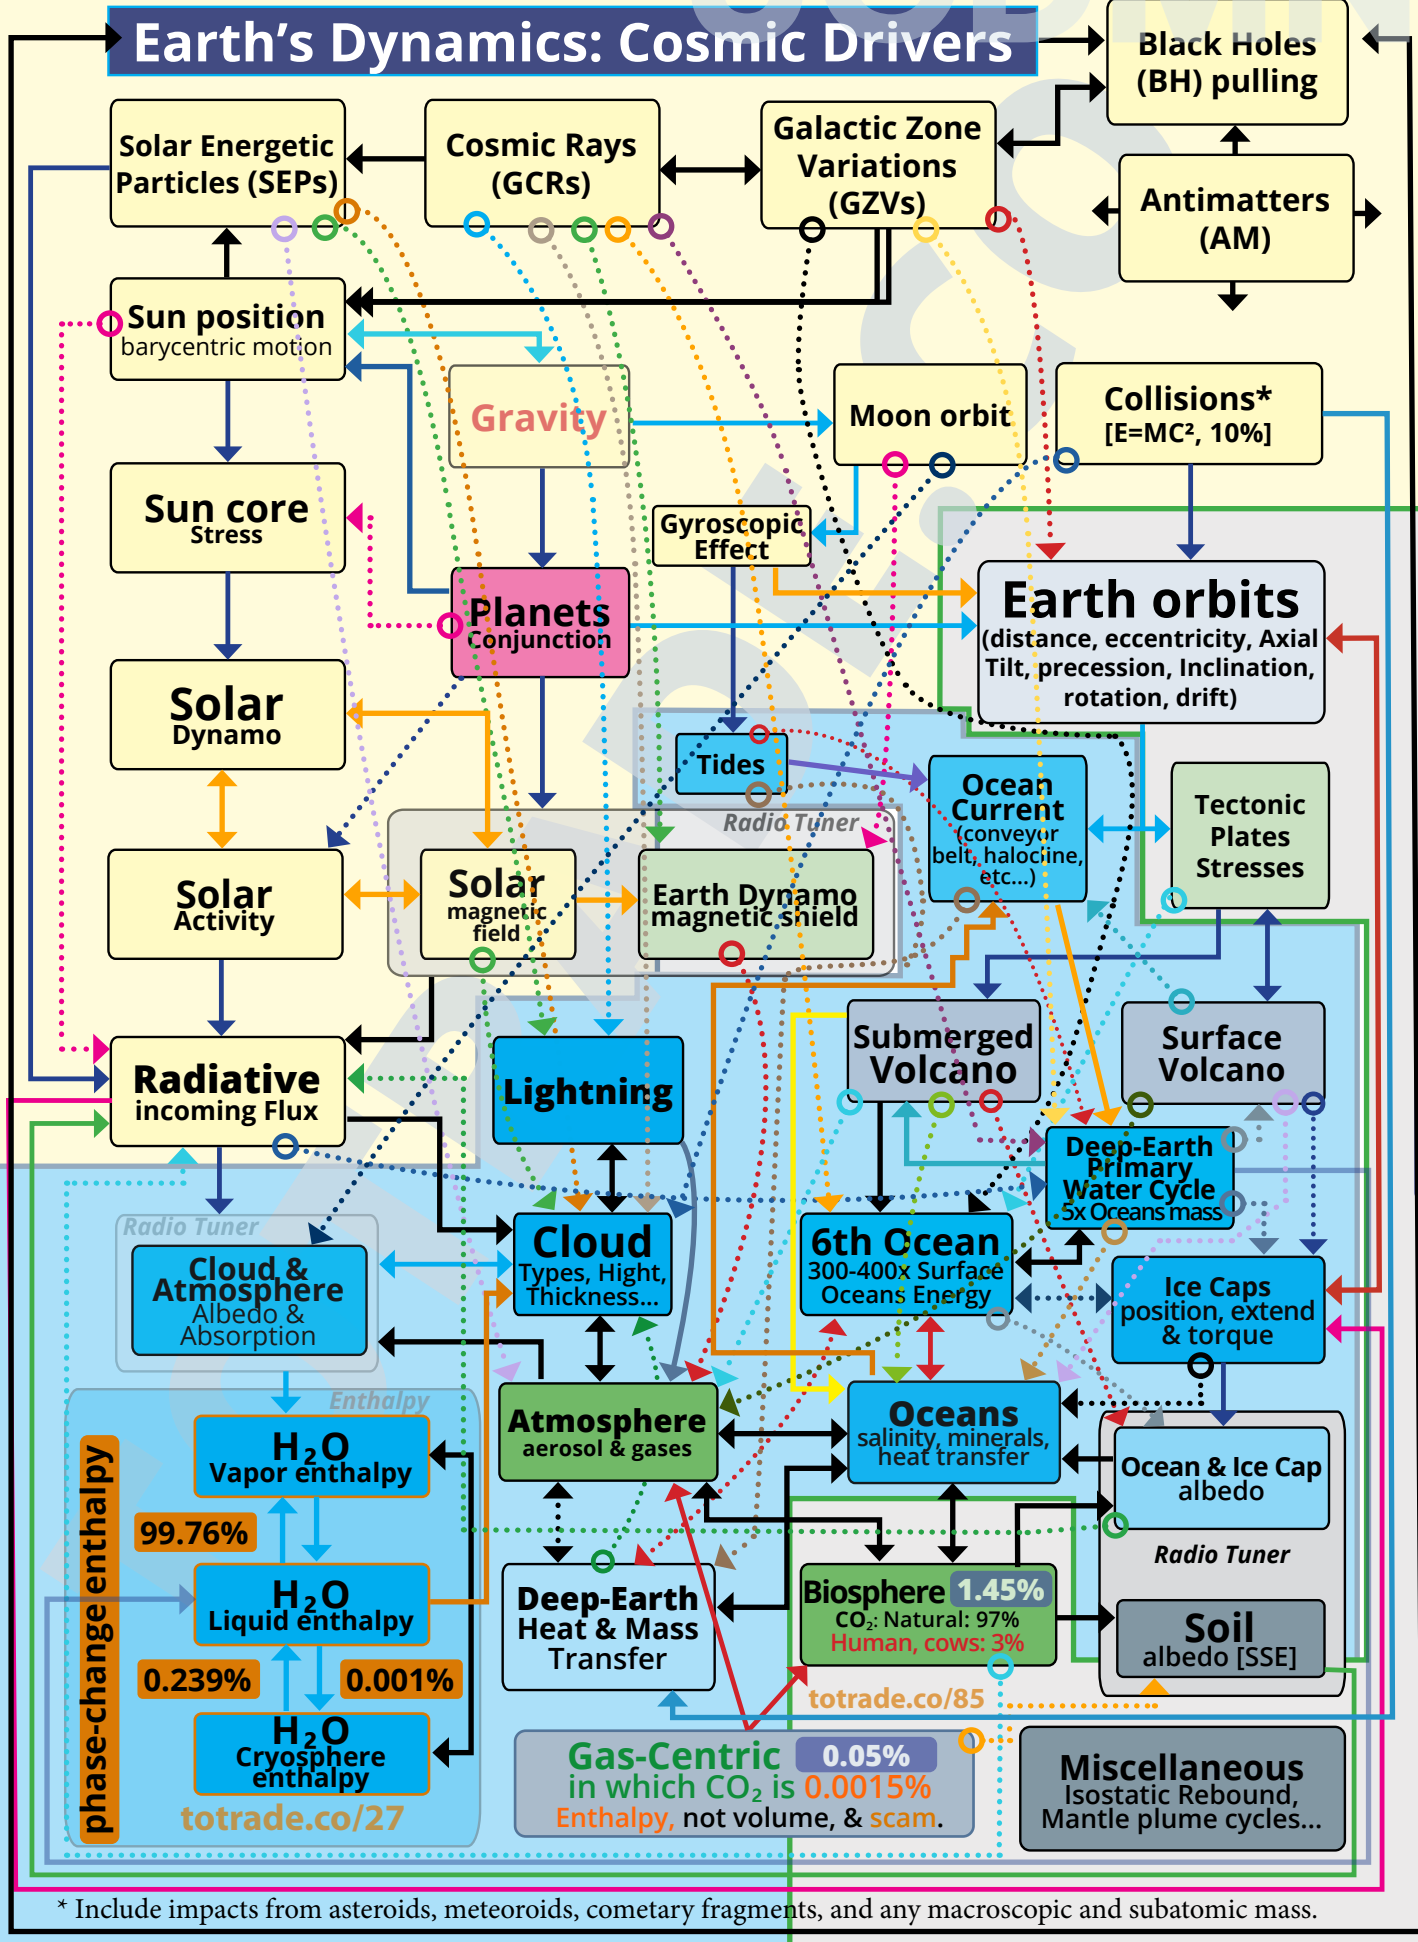 Earth's Dynamics: Cosmic Drivers
Black Holes
(BH) pulling
Solar Energetic
Particles (SEPs)
Cosmic Rays
(GCRs)
Galactic Zone
Variations
(GZVs)
Antimatters
(AM)
Sun position
barycentric motion
Gravity
Moon orbit
Collisions*
[E=MC², 10%]
Sun core
Stress
Gyroscopic
Effect
Planets
Conjunction
Earth orbits
(distance, eccentricity, Axial
Tilt, precession, Inclination,
rotation, drift)
Solar
Dynamo
Tides
Ocean
Current
(conveyor
belt, halocline,
etc...)
Tectonic
Plates
Stresses
Radio Tuner
Solar
Activity
Solar
magnetic
field
Earth Dynamo
magnetic shield
Radiative
incoming Flux
Lightning
Submerged
Volcano
Surface
Volcano
Deep-Earth
Primary
Water Cycle
5x Oceans mass
Radio Tuner
Cloud &
Atmosphere
Albedo &
Absorption
Cloud
Types, Hight,
Thickness...
6th Ocean
300-400x Surface
Oceans Energy
Ice Caps
position, extend
& torque
Enthalpy
phase-change enthalpy
H₂O
Vapor enthalpy
99.76%
H₂O
Liquid enthalpy
0.239%
0.001%
H₂O
Cryosphere
enthalpy
totrade.co/27
Atmosphere
aerosol & gases
Oceans
salinity, minerals,
heat transfer
Ocean & Ice Cap
albedo
Radio Tuner
Deep-Earth
Heat & Mass
Transfer
Biosphere 1.45%
CO₂: Natural: 97%
Human, cows: 3%
Soil
albedo [SSE]
totrade.co/85
Gas-Centric 0.05%
in which CO₂ is 0.0015%
Enthalpy, not volume, & scam.
Miscellaneous
Isostatic Rebound,
Mantle plume cycles...
* Include impacts from asteroids, meteoroids, cometary fragments, and any macroscopic and subatomic mass.